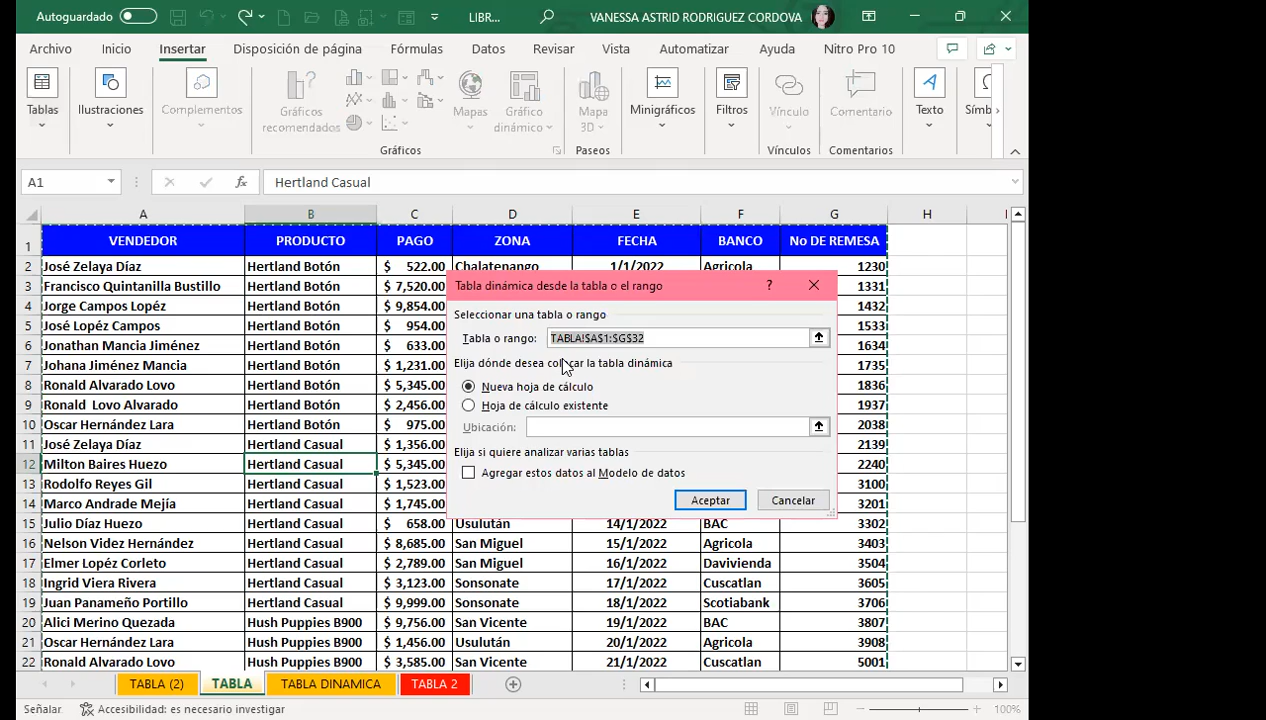 Autoguardado
LIBR...
VANESSA ASTRID RODRIGUEZ CORDOVA
Archivo Inicio Insertar Disposición de página Fórmulas Datos Revisar Vista Automatizar Ayuda Nitro Pro 10
Tablas
Ilustraciones
Complementos
Gráficos recomendados
Mapas
Gráfico dinámico
Mapa 3D
Minigráficos
Filtros
Vínculo
Comentario
Texto
Símb
Gráficos Paseos Vínculos Comentarios
A1 fx Hertland Casual
A B C D E F G H I
1 VENDEDOR PRODUCTO PAGO ZONA FECHA BANCO No DE REMESA
2 José Zelaya Díaz Hertland Botón $ 522.00 Chalatenango 1/1/2022 Agricola 1230
3 Francisco Quintanilla Bustillo Hertland Botón $ 7,520.00 1331
4 Jorge Campos Lopéz Hertland Botón $ 9,854.00 1432
5 José Lopéz Campos Hertland Botón $ 954.00 1533
6 Jonathan Mancia Jiménez Hertland Botón $ 633.00 1634
7 Johana Jiménez Mancia Hertland Botón $ 1,231.00 1735
8 Ronald Alvarado Lovo Hertland Botón $ 5,345.00 1836
9 Ronald Lovo Alvarado Hertland Botón $ 2,456.00 1937
10 Oscar Hernández Lara Hertland Botón $ 975.00 2038
11 José Zelaya Díaz Hertland Casual $ 1,356.00 2139
12 Milton Baires Huezo Hertland Casual $ 5,345.00 2240
13 Rodolfo Reyes Gil Hertland Casual $ 1,523.00 3100
14 Marco Andrade Mejía Hertland Casual $ 1,745.00 3201
15 Julio Díaz Huezo Hertland Casual $ 658.00 Usulután 14/1/2022 BAC 3302
16 Nelson Videz Hernández Hertland Casual $ 8,685.00 San Miguel 15/1/2022 Agricola 3403
17 Elmer Lopéz Corleto Hertland Casual $ 2,789.00 San Miguel 16/1/2022 Davivienda 3504
18 Ingrid Viera Rivera Hertland Casual $ 3,123.00 Sonsonate 17/1/2022 Cuscatlan 3605
19 Juan Panameño Portillo Hertland Casual $ 9,999.00 Sonsonate 18/1/2022 Scotiabank 3706
20 Alici Merino Quezada Hush Puppies B900 $ 9,756.00 San Vicente 19/1/2022 BAC 3807
21 Oscar Hernández Lara Hush Puppies B900 $ 1,456.00 Usulután 20/1/2022 Agricola 3908
22 Ronald Alvarado Lovo Hush Puppies B900 $ 3,585.00 San Vicente 21/1/2022 Cuscatlan 5001
Tabla dinámica desde la tabla o el rango ?
Seleccionar una tabla o rango
Tabla o rango: TABLA!$A$1:$G$32
Elija dónde desea colocar la tabla dinámica
Nueva hoja de cálculo
Hoja de cálculo existente
Ubicación:
Elija si quiere analizar varias tablas
Agregar estos datos al Modelo de datos
Aceptar Cancelar
TABLA (2) TABLA TABLA DINAMICA TABLA 2
Señalar Accesibilidad: es necesario investigar 100%